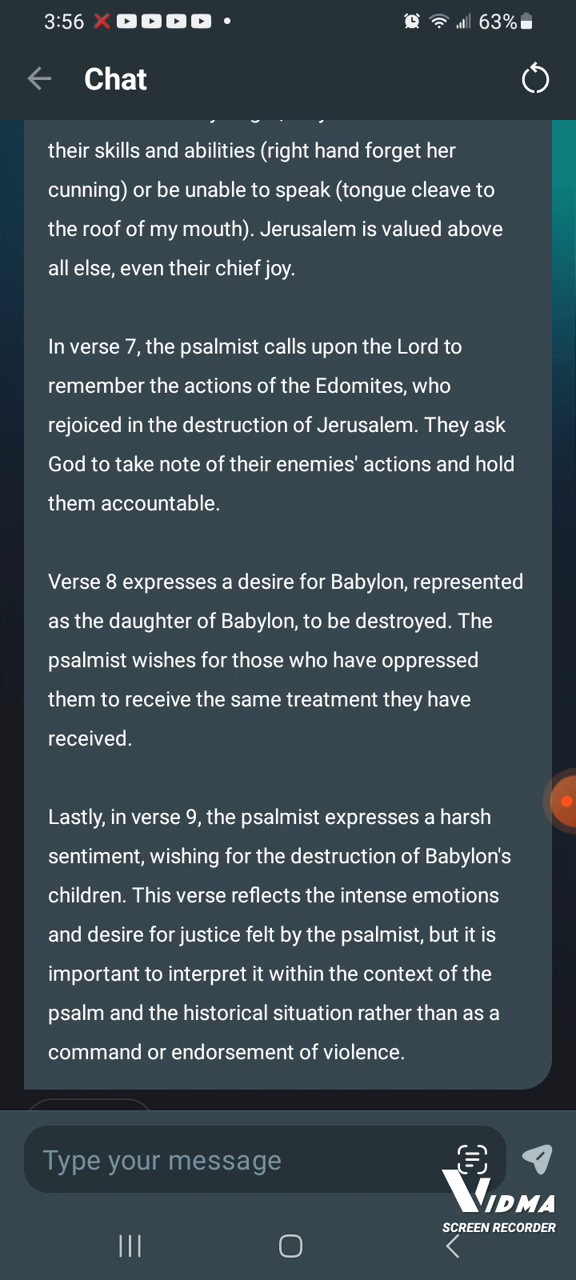 3:56
63%
Chat
their skills and abilities (right hand forget her
cunning) or be unable to speak (tongue cleave to
the roof of my mouth). Jerusalem is valued above
all else, even their chief joy.
In verse 7, the psalmist calls upon the Lord to
remember the actions of the Edomites, who
rejoiced in the destruction of Jerusalem. They ask
God to take note of their enemies' actions and hold
them accountable.
Verse 8 expresses a desire for Babylon, represented
as the daughter of Babylon, to be destroyed. The
psalmist wishes for those who have oppressed
them to receive the same treatment they have
received.
Lastly, in verse 9, the psalmist expresses a harsh
sentiment, wishing for the destruction of Babylon's
children. This verse reflects the intense emotions
and desire for justice felt by the psalmist, but it is
important to interpret it within the context of the
psalm and the historical situation rather than as a
command or endorsement of violence.
Type your message
VIDMA
SCREEN RECORDER